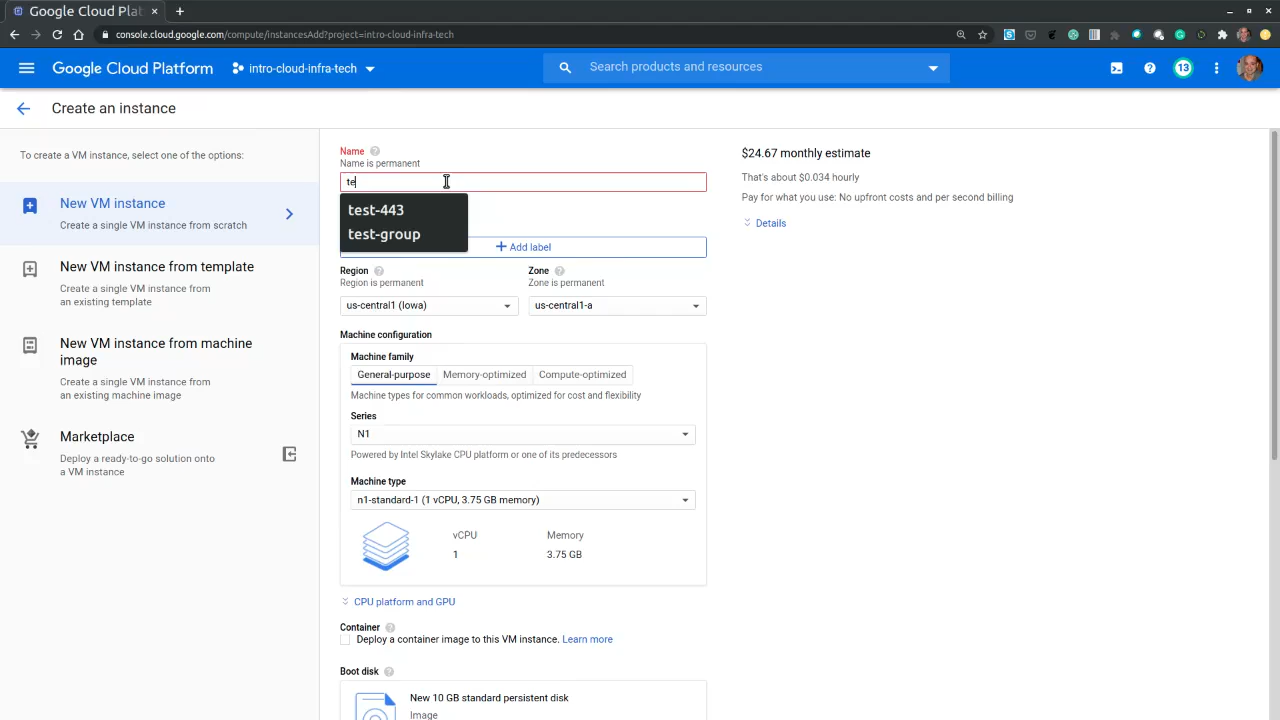 Google Cloud Plat
console.cloud.google.com/compute/instancesAdd?project=intro-cloud-infra-tech
Google Cloud Platform
intro-cloud-infra-tech
Search products and resources
13
Create an instance
To create a VM instance, select one of the options:
New VM instance
Create a single VM instance from scratch
New VM instance from template
Create a single VM instance from
an existing template
New VM instance from machine
image
Create a single VM instance from
an existing machine image
Marketplace
Deploy a ready-to-go solution onto
a VM instance
Name
Name is permanent
te
test-443
test-group
Add label
Region
Region is permanent
us-central1 (Iowa)
Zone
Zone is permanent
us-central1-a
Machine configuration
Machine family
General-purpose Memory-optimized Compute-optimized
Machine types for common workloads, optimized for cost and flexibility
Series
N1
Powered by Intel Skylake CPU platform or one of its predecessors
Machine type
n1-standard-1 (1 vCPU, 3.75 GB memory)
vCPU Memory
1 3.75 GB
CPU platform and GPU
Container
Deploy a container image to this VM instance. Learn more
Boot disk
New 10 GB standard persistent disk
Image
$24.67 monthly estimate
That's about $0.034 hourly
Pay for what you use: No upfront costs and per second billing
Details